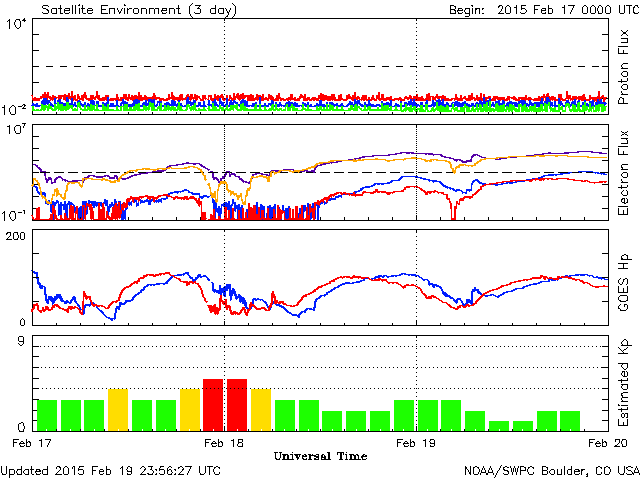 Satellite Environment (3 day) Begin: 2015 Feb 17 0000 UTC
10^4
10^-2
Proton Flux
10^7
10^-1
Electron Flux
200
0
GOES Hp
9
0
Estimated Kp
Feb 17 Feb 18 Feb 19 Feb 20
Universal Time
Updated 2015 Feb 19 23:56:27 UTC NOAA/SWPC Boulder, CO USA